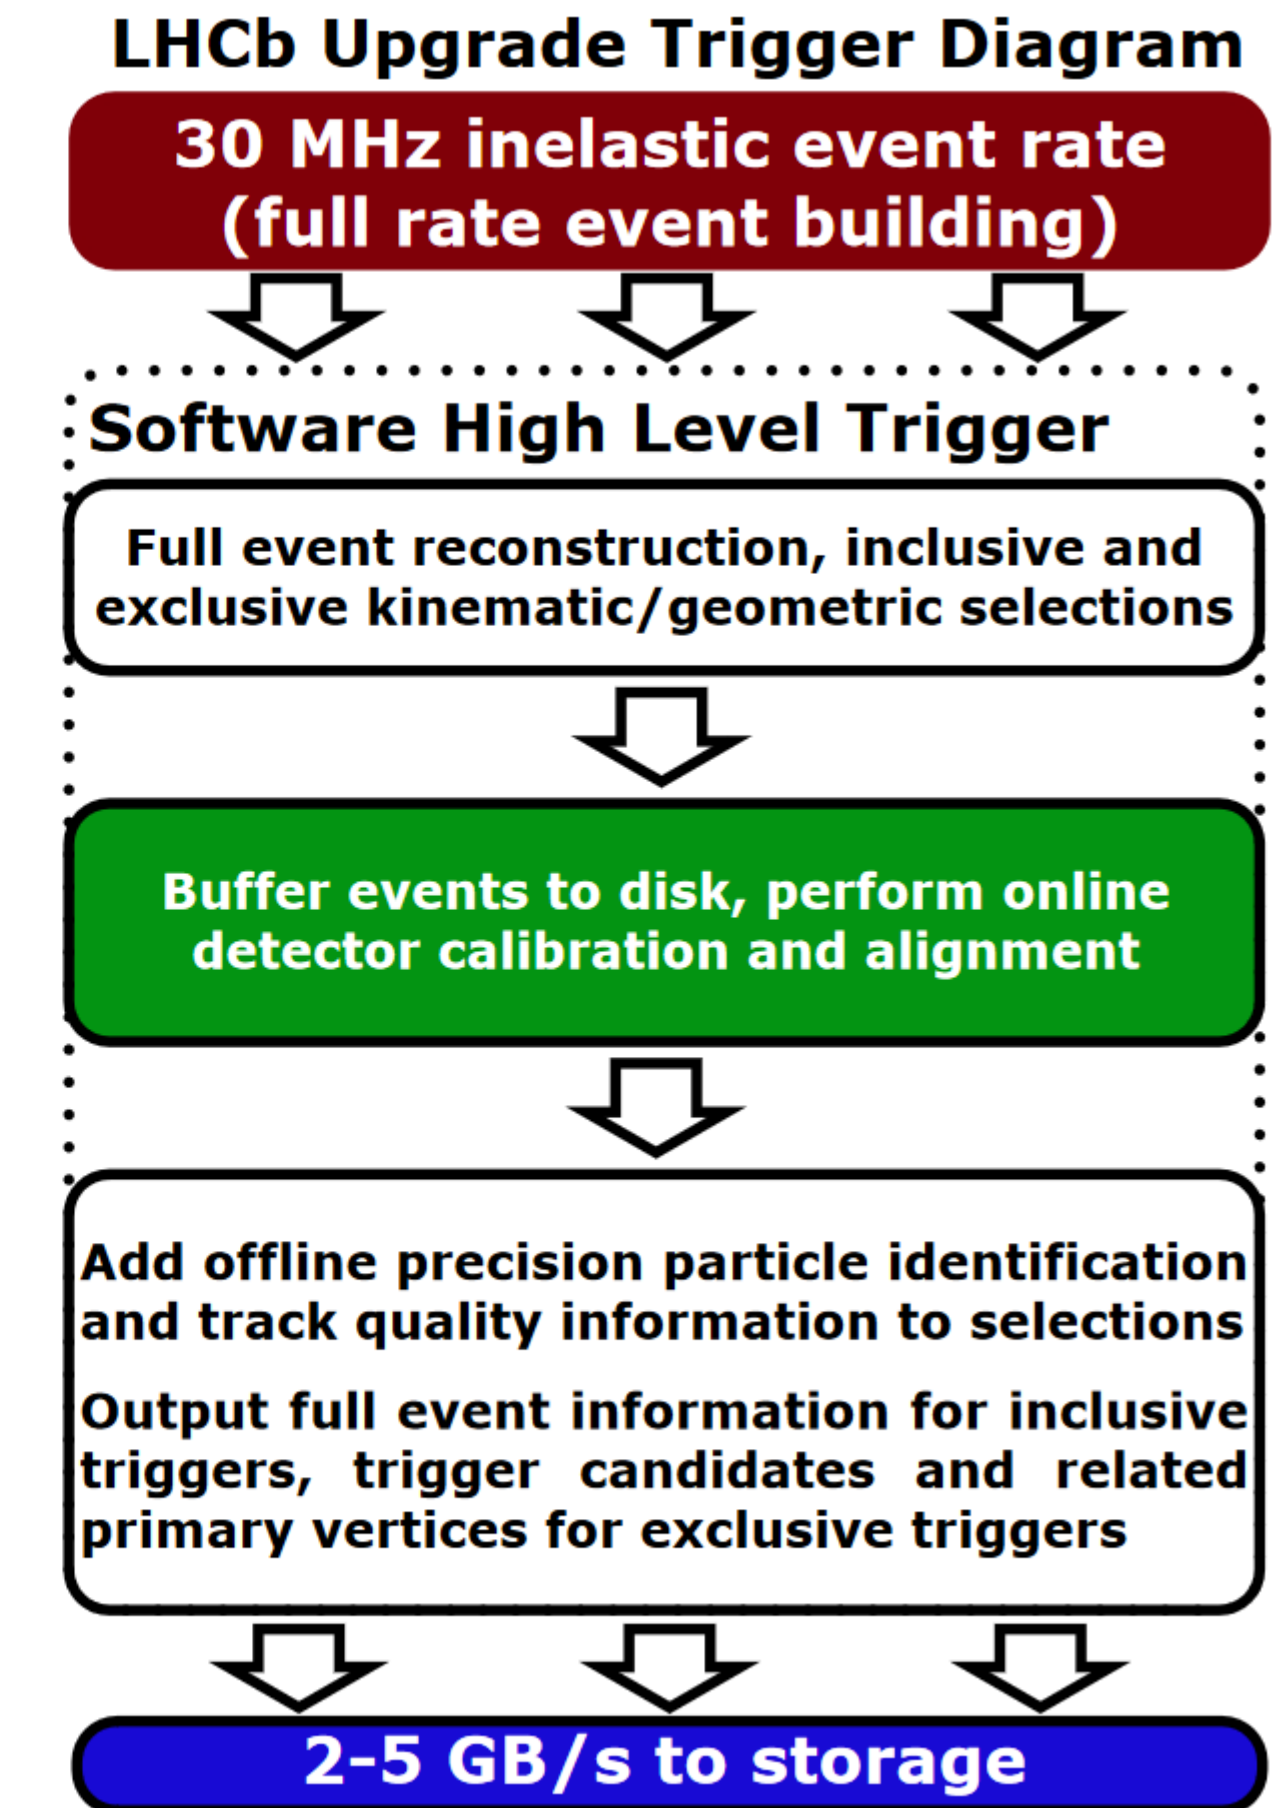 LHCb Upgrade Trigger Diagram
30 MHz inelastic event rate
(full rate event building)
Software High Level Trigger
Full event reconstruction, inclusive and
exclusive kinematic/geometric selections
Buffer events to disk, perform online
detector calibration and alignment
Add offline precision particle identification
and track quality information to selections
Output full event information for inclusive
triggers, trigger candidates and related
primary vertices for exclusive triggers
2-5 GB/s to storage